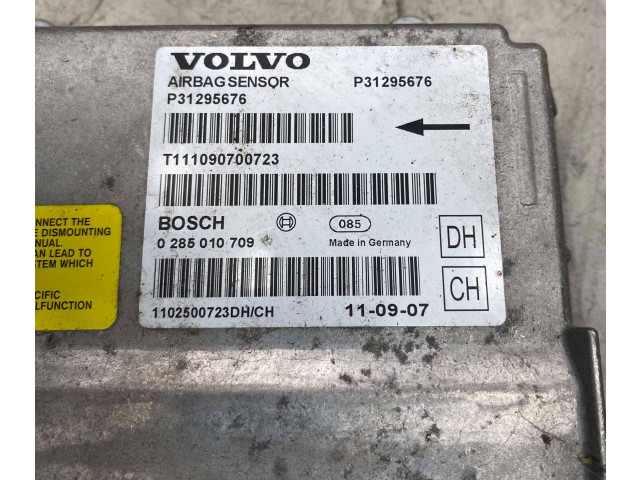 VOLVO
AIRBAG SENSOR P31295676
P31295676
T111090700723
BOSCH 085
0 285 010 709 Made in Germany
DH
CH
1102500723DH/CH 11-09-07
NNECT THE
E DISMOUNTING
NUAL.
AN LEAD TO
STEM WHICH
CIFIC
LFUNCTION